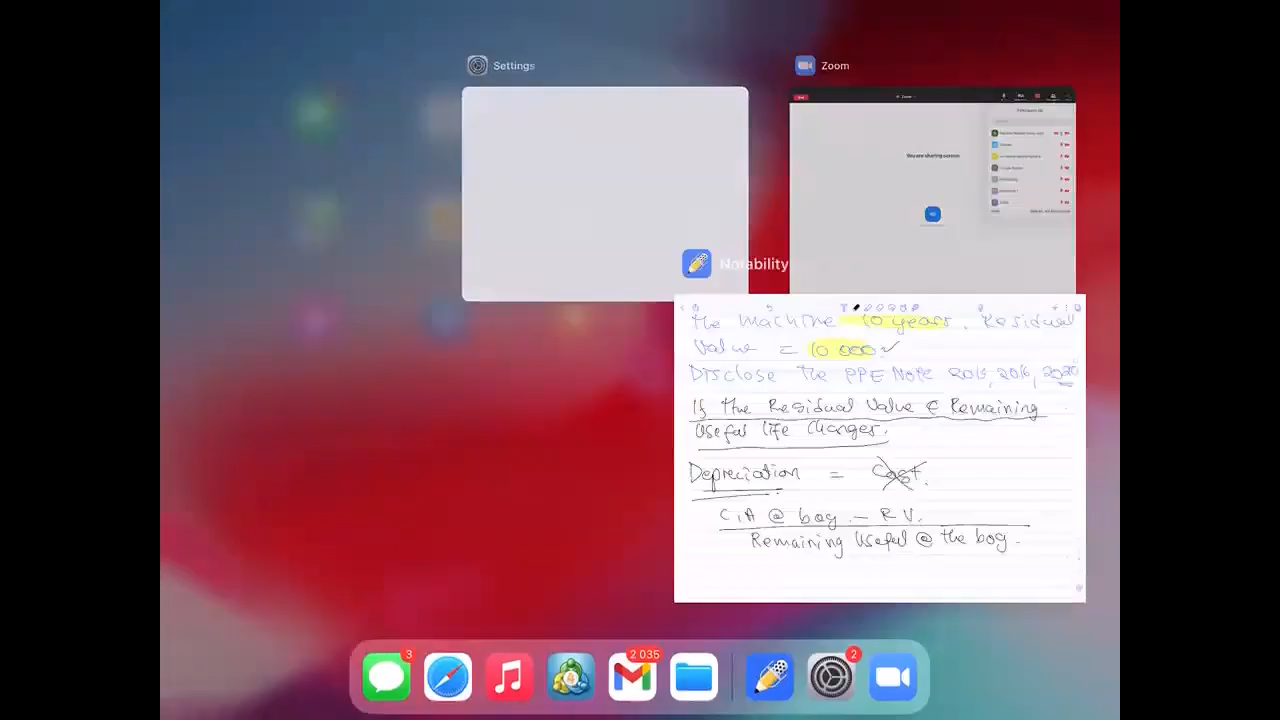 Settings
Zoom
You are sharing screen
Notability
The machine 10 years. Residual
Value = 10 000 ✓
Disclose the PPE Note 2015, 2016, 2020
If the Residual Value & Remaining
Useful life Changes.
Depreciation = Cost.
C.A @ boy - R V.
Remaining Useful @ the boy.
3
2 035
2